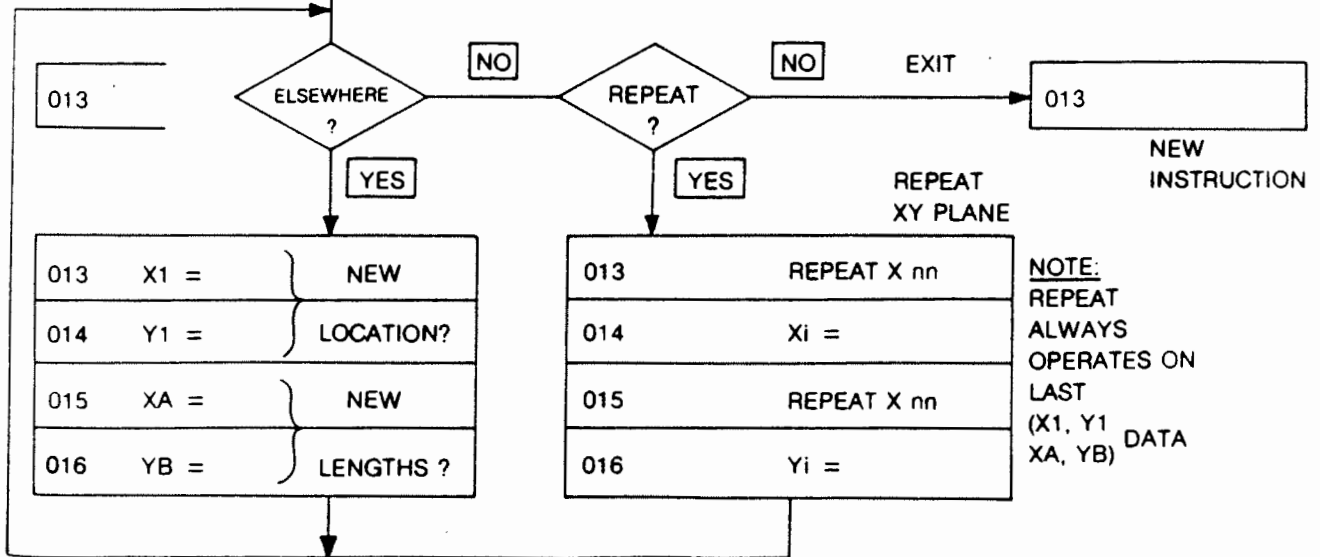 013
ELSEWHERE
?
NO
REPEAT
?
NO
EXIT
013
NEW
INSTRUCTION
YES
YES
REPEAT
XY PLANE
013 X1 = NEW
014 Y1 = LOCATION?
015 XA = NEW
016 YB = LENGTHS ?
013 REPEAT X nn
014 Xi =
015 REPEAT X nn
016 Yi =
NOTE:
REPEAT
ALWAYS
OPERATES ON
LAST
(X1, Y1
XA, YB) DATA